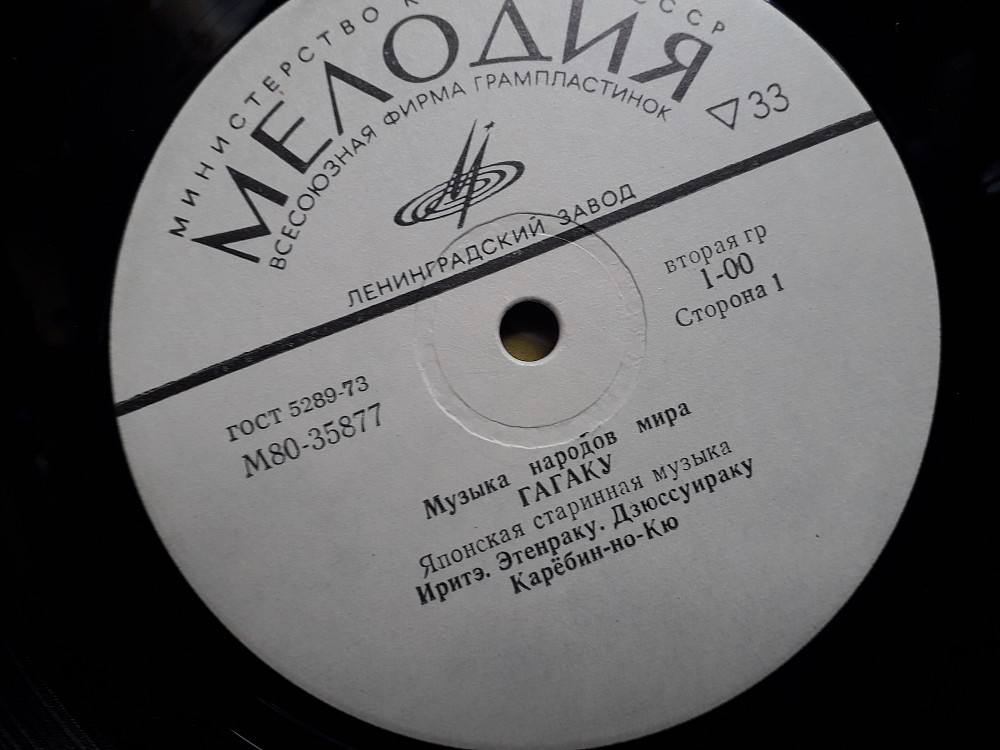 МИНИСТЕРСТВО К СССР
МЕЛОДИЯ
ВСЕСОЮЗНАЯ ФИРМА ГРАМПЛАСТИНОК
33
ЛЕНИНГРАДСКИЙ ЗАВОД
вторая гр
1-00
Сторона 1
ГОСТ 5289-73
М80-35877
Музыка народов мира
ГАГАКУ
Японская старинная музыка
Иритэ. Этенраку. Дзюссуираку
Карёбин-но-Кю